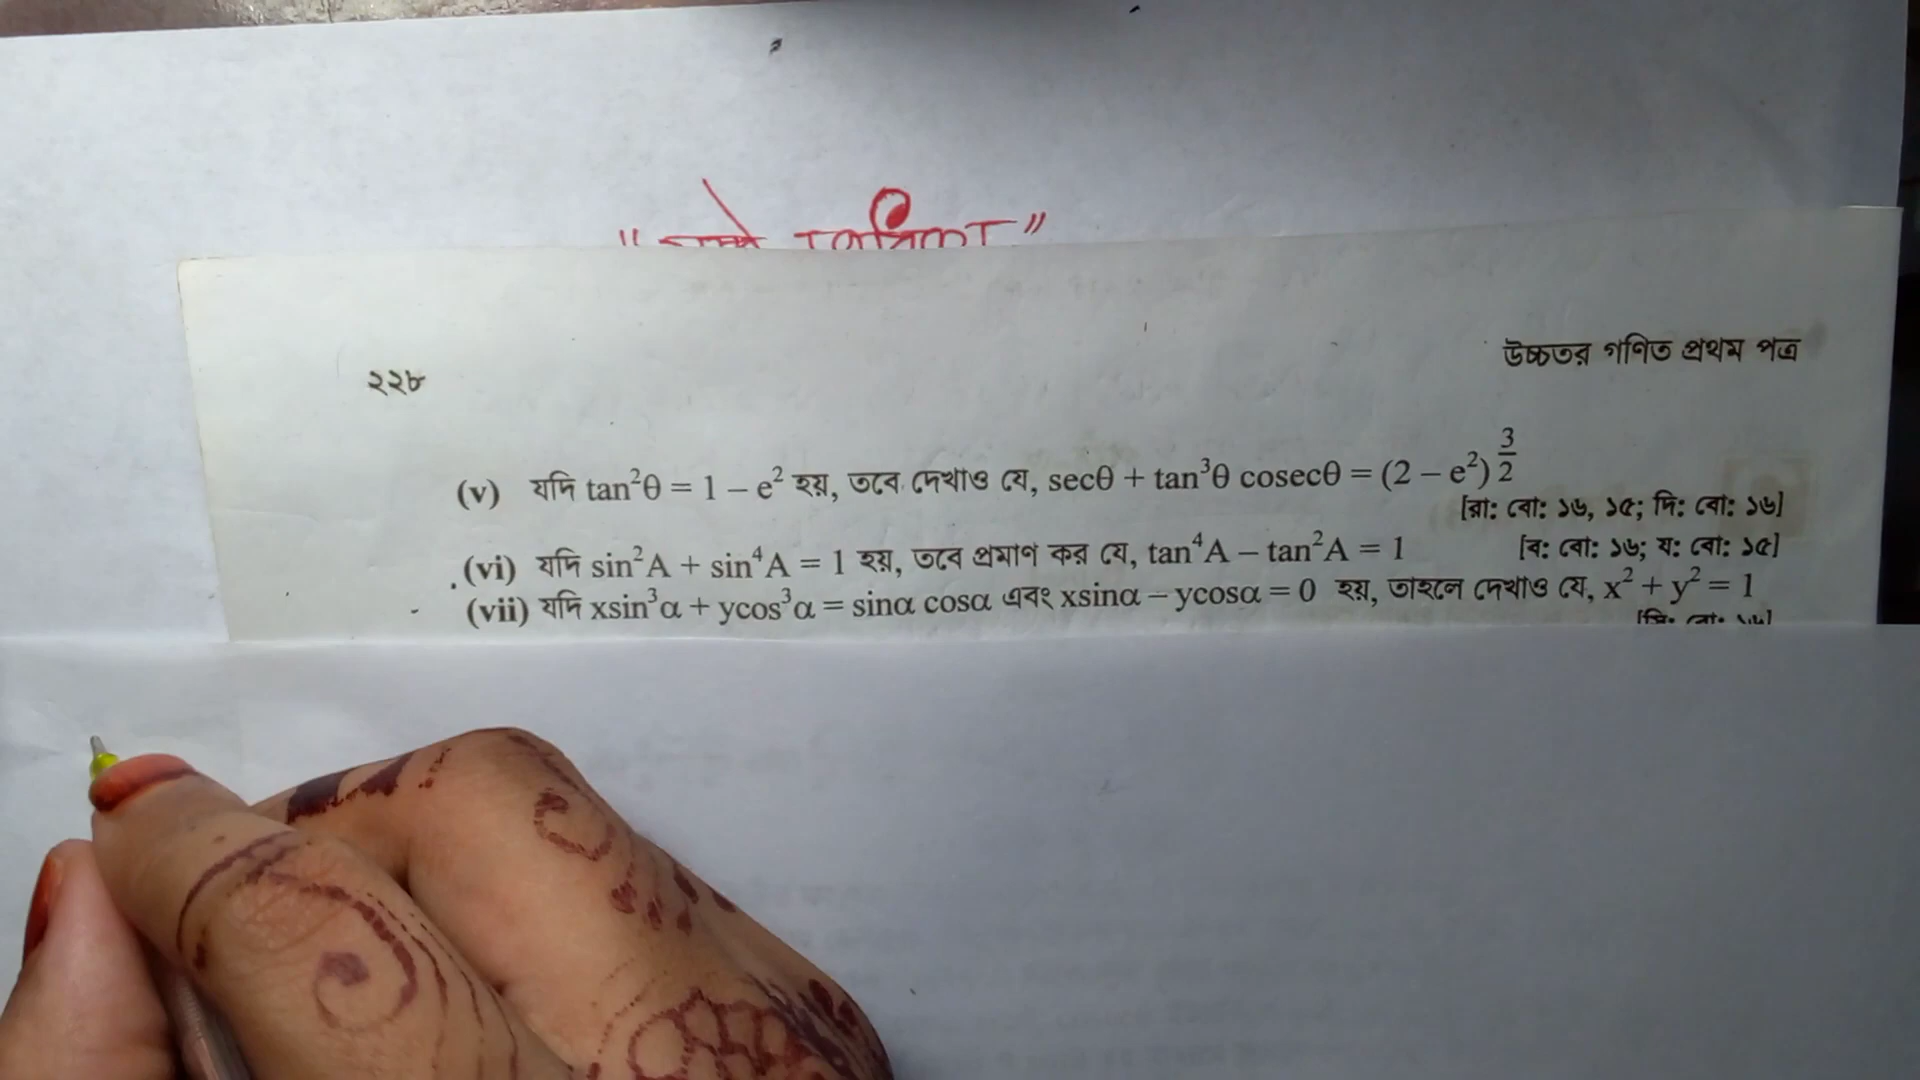 ২২৮
উচ্চতর গণিত প্রথম পত্র
(v) যদি tan²θ = 1 – e² হয়, তবে দেখাও যে, secθ + tan³θ cosecθ = (2 – e²)^(3/2)
[রা: বো: ১৬, ১৫; দি: বো: ১৬]
(vi) যদি sin²A + sin⁴A = 1 হয়, তবে প্রমাণ কর যে, tan⁴A – tan²A = 1 [ব: বো: ১৬; য: বো: ১৫]
(vii) যদি xsin³α + ycos³α = sinα cosα এবং xsinα – ycosα = 0 হয়, তাহলে দেখাও যে, x² + y² = 1